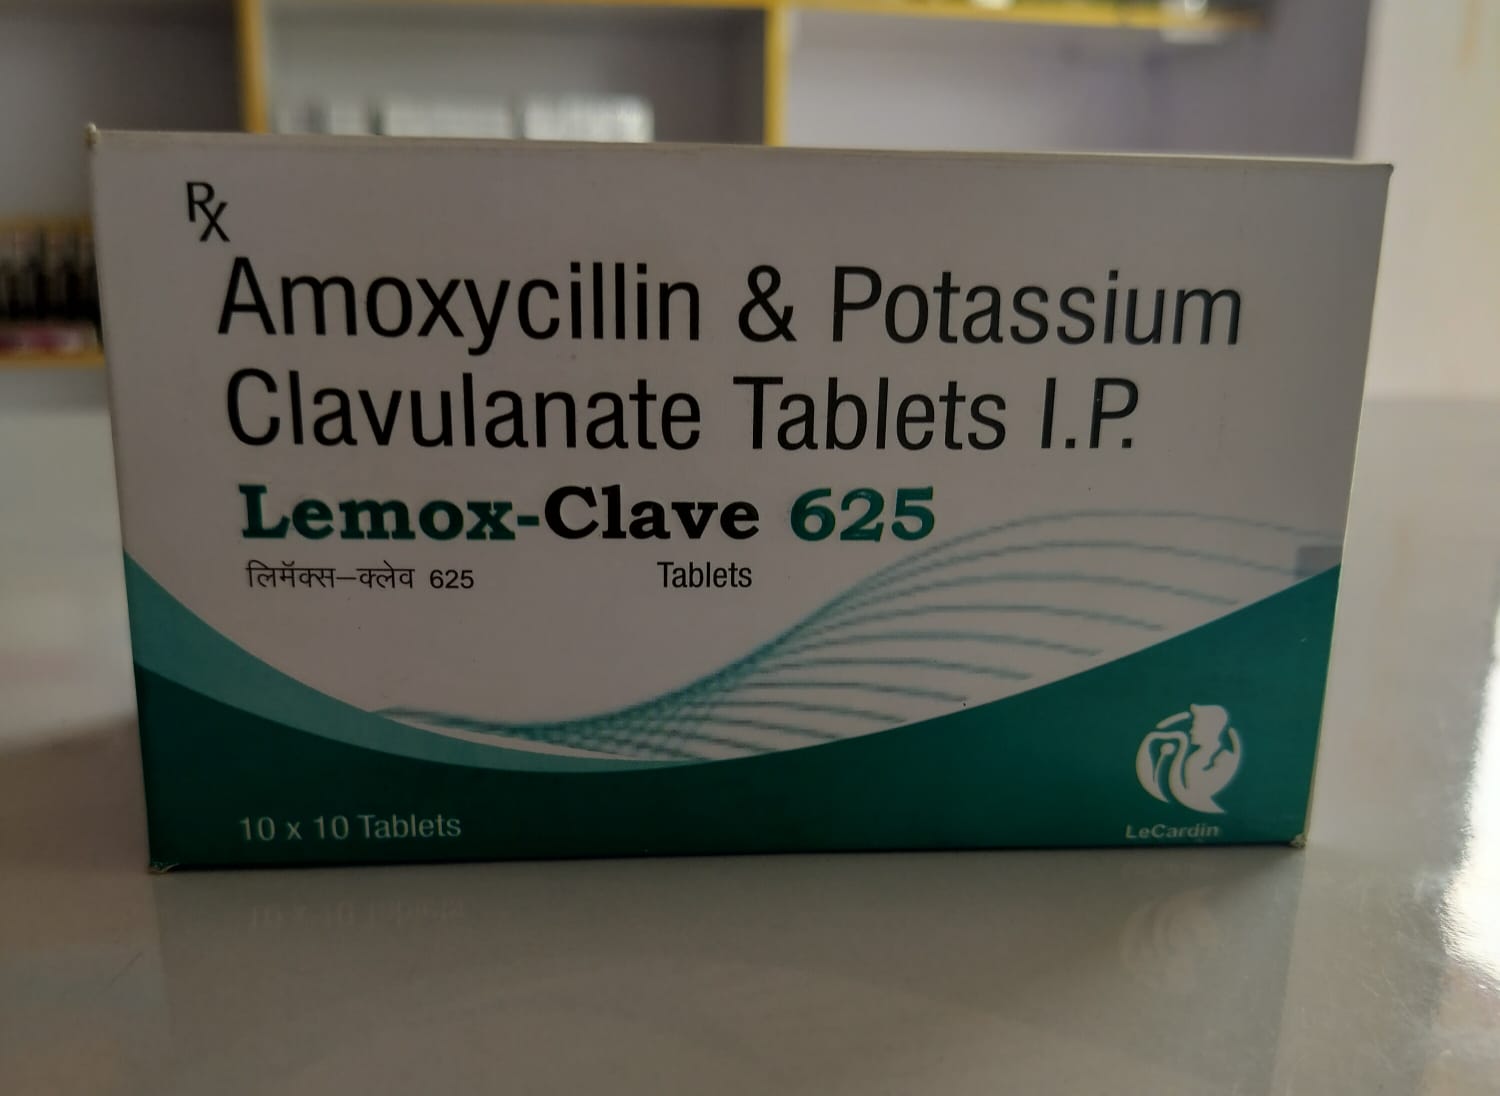 Rx
Amoxycillin & Potassium
Clavulanate Tablets I.P.
Lemox-Clave 625
लिमॅक्स–क्लेव 625 Tablets
10 x 10 Tablets
LeCardin